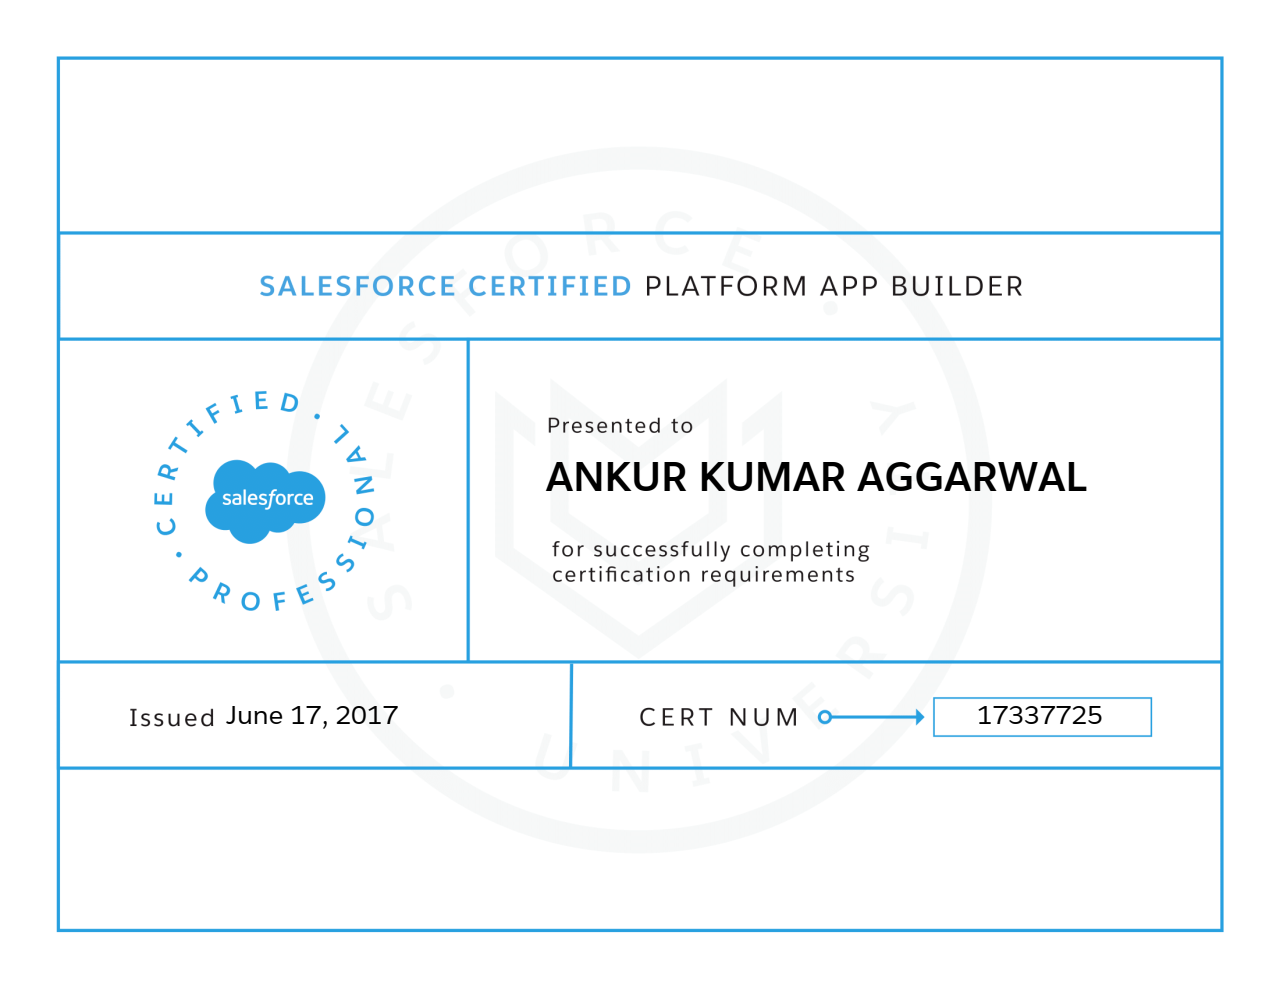 SALESFORCE CERTIFIED PLATFORM APP BUILDER
CERTIFIED · PROFESSIONAL ·
salesforce
Presented to
ANKUR KUMAR AGGARWAL
for successfully completing
certification requirements
Issued June 17, 2017
CERT NUM 17337725
SALESFORCE · UNIVERSITY ·